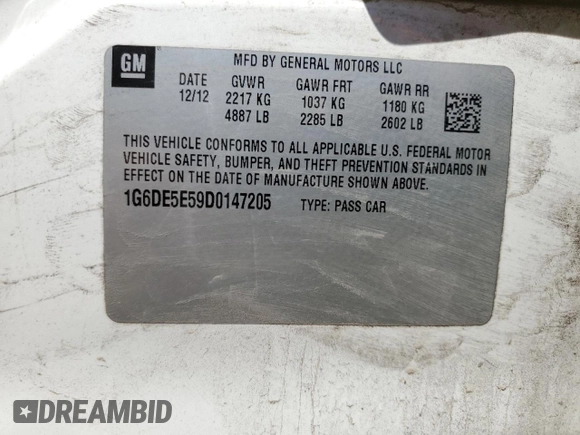 GM
MFD BY GENERAL MOTORS LLC
DATE GVWR GAWR FRT GAWR RR
12/12 2217 KG 1037 KG 1180 KG
4887 LB 2285 LB 2602 LB
THIS VEHICLE CONFORMS TO ALL APPLICABLE U.S. FEDERAL MOTOR
VEHICLE SAFETY, BUMPER, AND THEFT PREVENTION STANDARDS IN
EFFECT ON THE DATE OF MANUFACTURE SHOWN ABOVE.
1G6DE5E59D0147205 TYPE: PASS CAR
DREAMBID